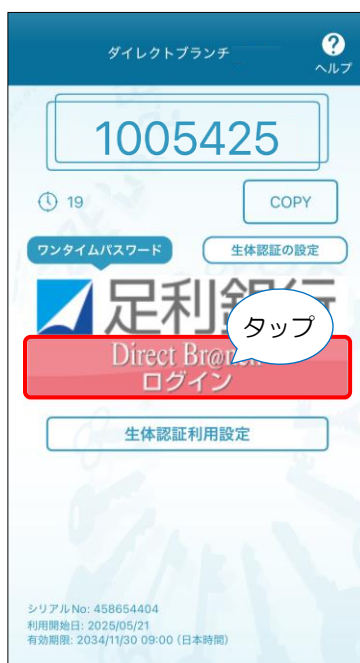 ダイレクトブランチ
?
ヘルプ
1005425
19
COPY
ワンタイムパスワード
生体認証の設定
足利銀行
タップ
Direct Br@nch
ログイン
生体認証利用設定
シリアルNo: 458654404
利用開始日: 2025/05/21
有効期限: 2034/11/30 09:00 (日本時間)